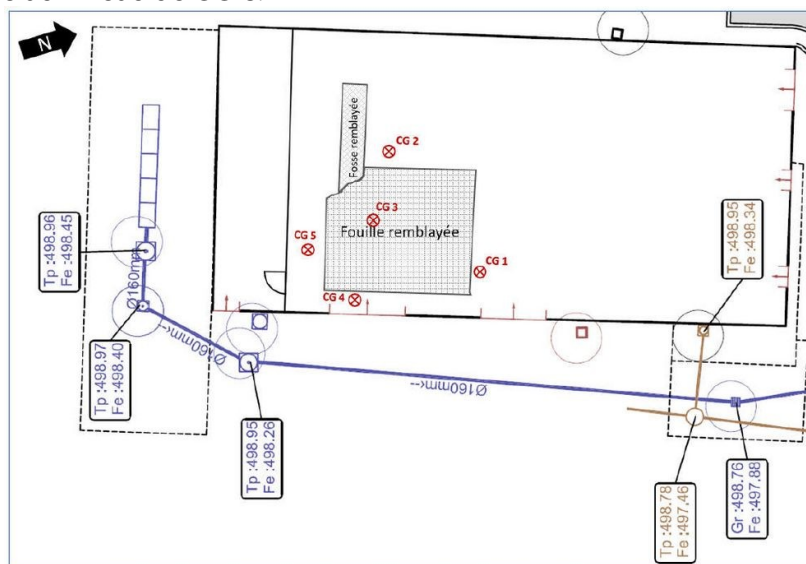 N
CG 2
Fosse remblayée
CG 3
Fouille remblayée
CG 5
CG 1
CG 4
Tp :498.96
Fe :498.45
Ø160mm
Tp :498.97
Fe :498.40
Ø160mm<--
Tp :498.95
Fe :498.26
Ø160mm<--
Tp :498.95
Fe :498.34
Tp :498.78
Fe :497.46
Gr :498.76
Fe :497.88